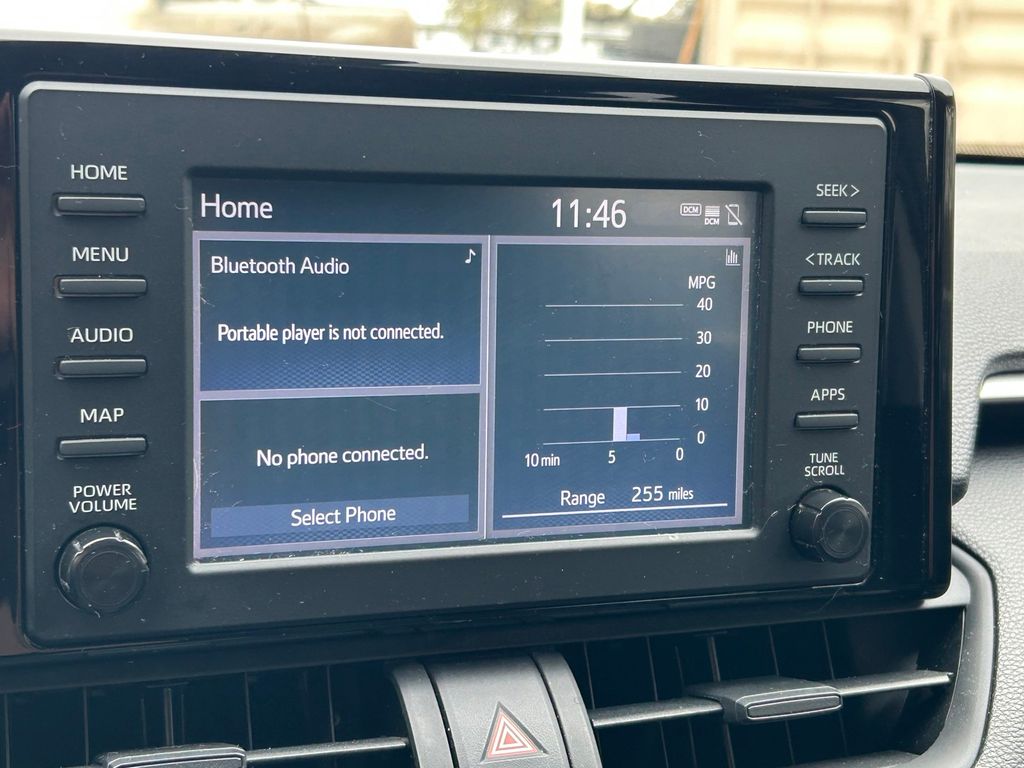 HOME
MENU
AUDIO
MAP
POWER
VOLUME
Home
11:46
DCM
DCM
Bluetooth Audio
Portable player is not connected.
No phone connected.
Select Phone
MPG
40
30
20
10
0
10 min 5 0
Range 255 miles
SEEK>
<TRACK
PHONE
APPS
TUNE
SCROLL